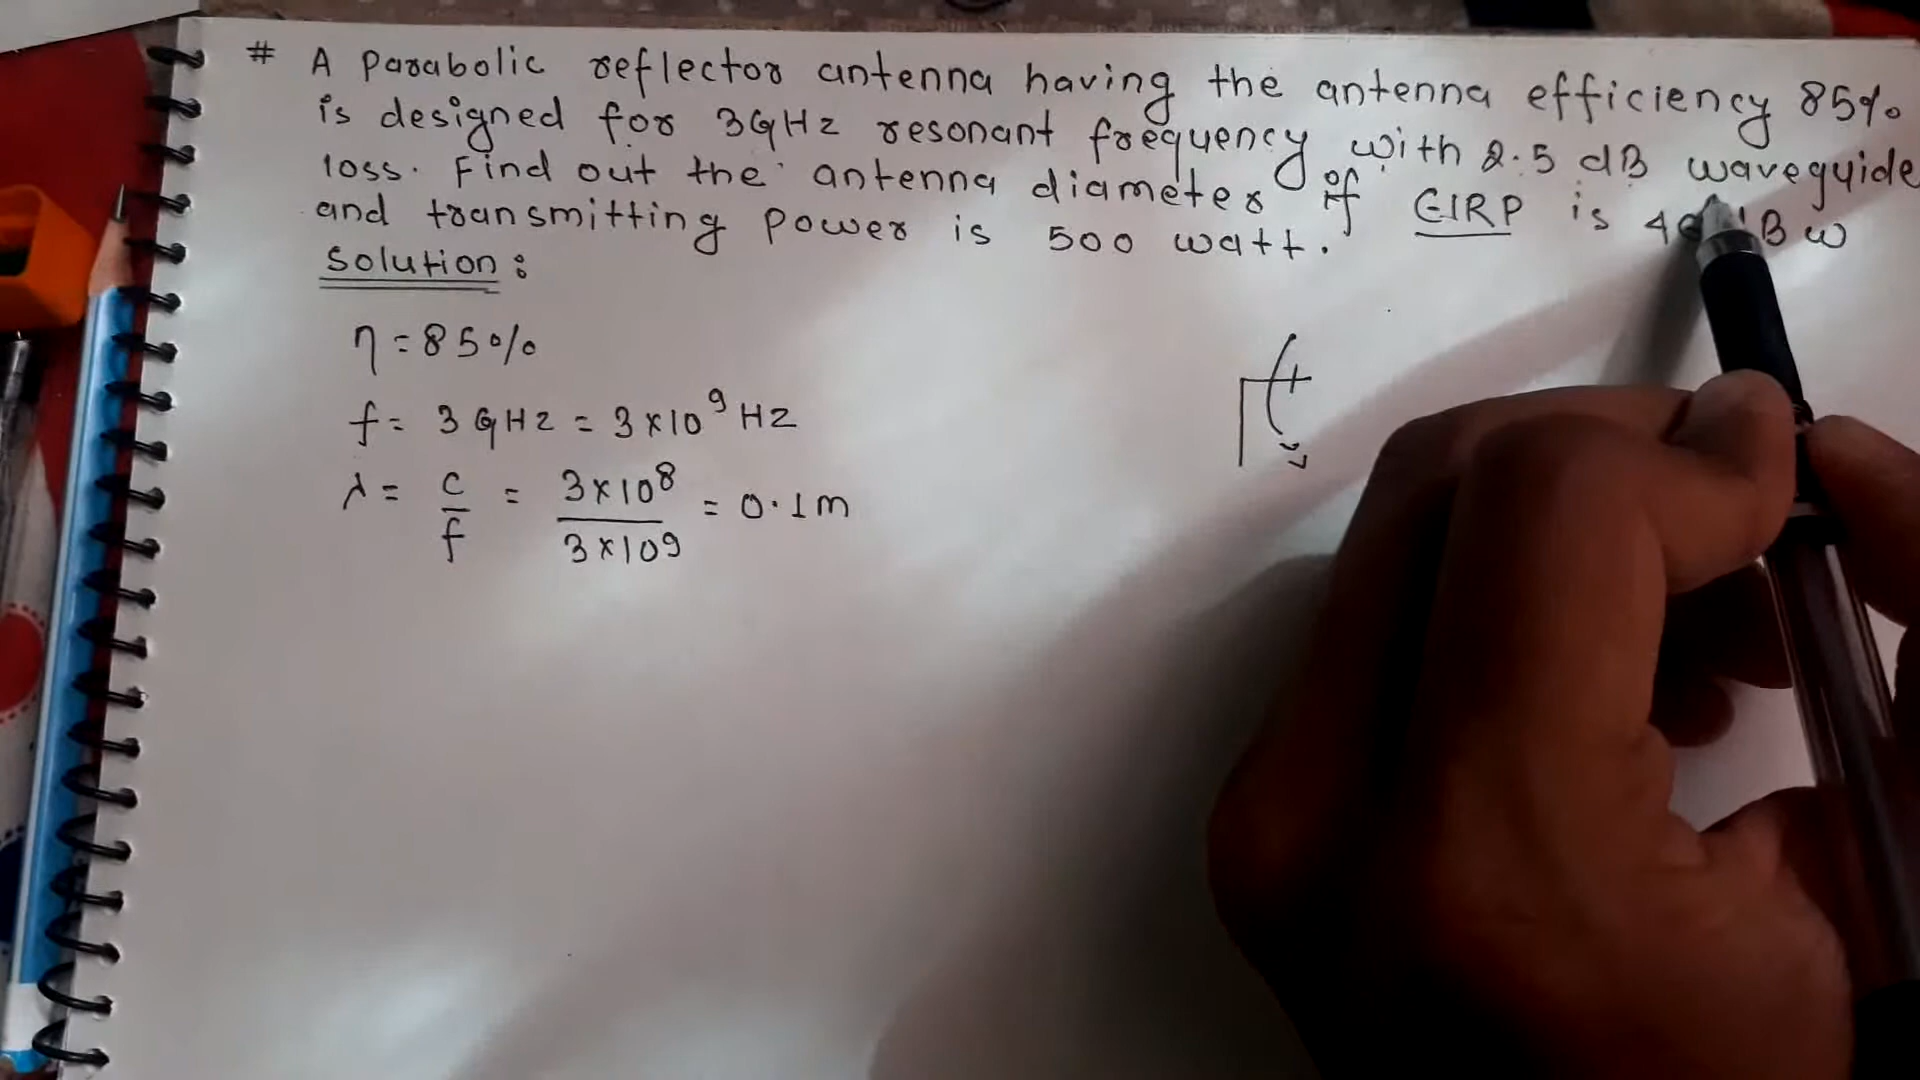 # A parabolic reflector antenna having the antenna efficiency 85%
is designed for 3GHz resonant frequency with 2.5 dB waveguide
loss. Find out the antenna diameter of if EIRP is
and transmitting power is 500 watt.
Solution:
η = 85%
f = 3 GHz = 3×10⁹ Hz
λ = c/f = 3×10⁸/3×10⁹ = 0.1m